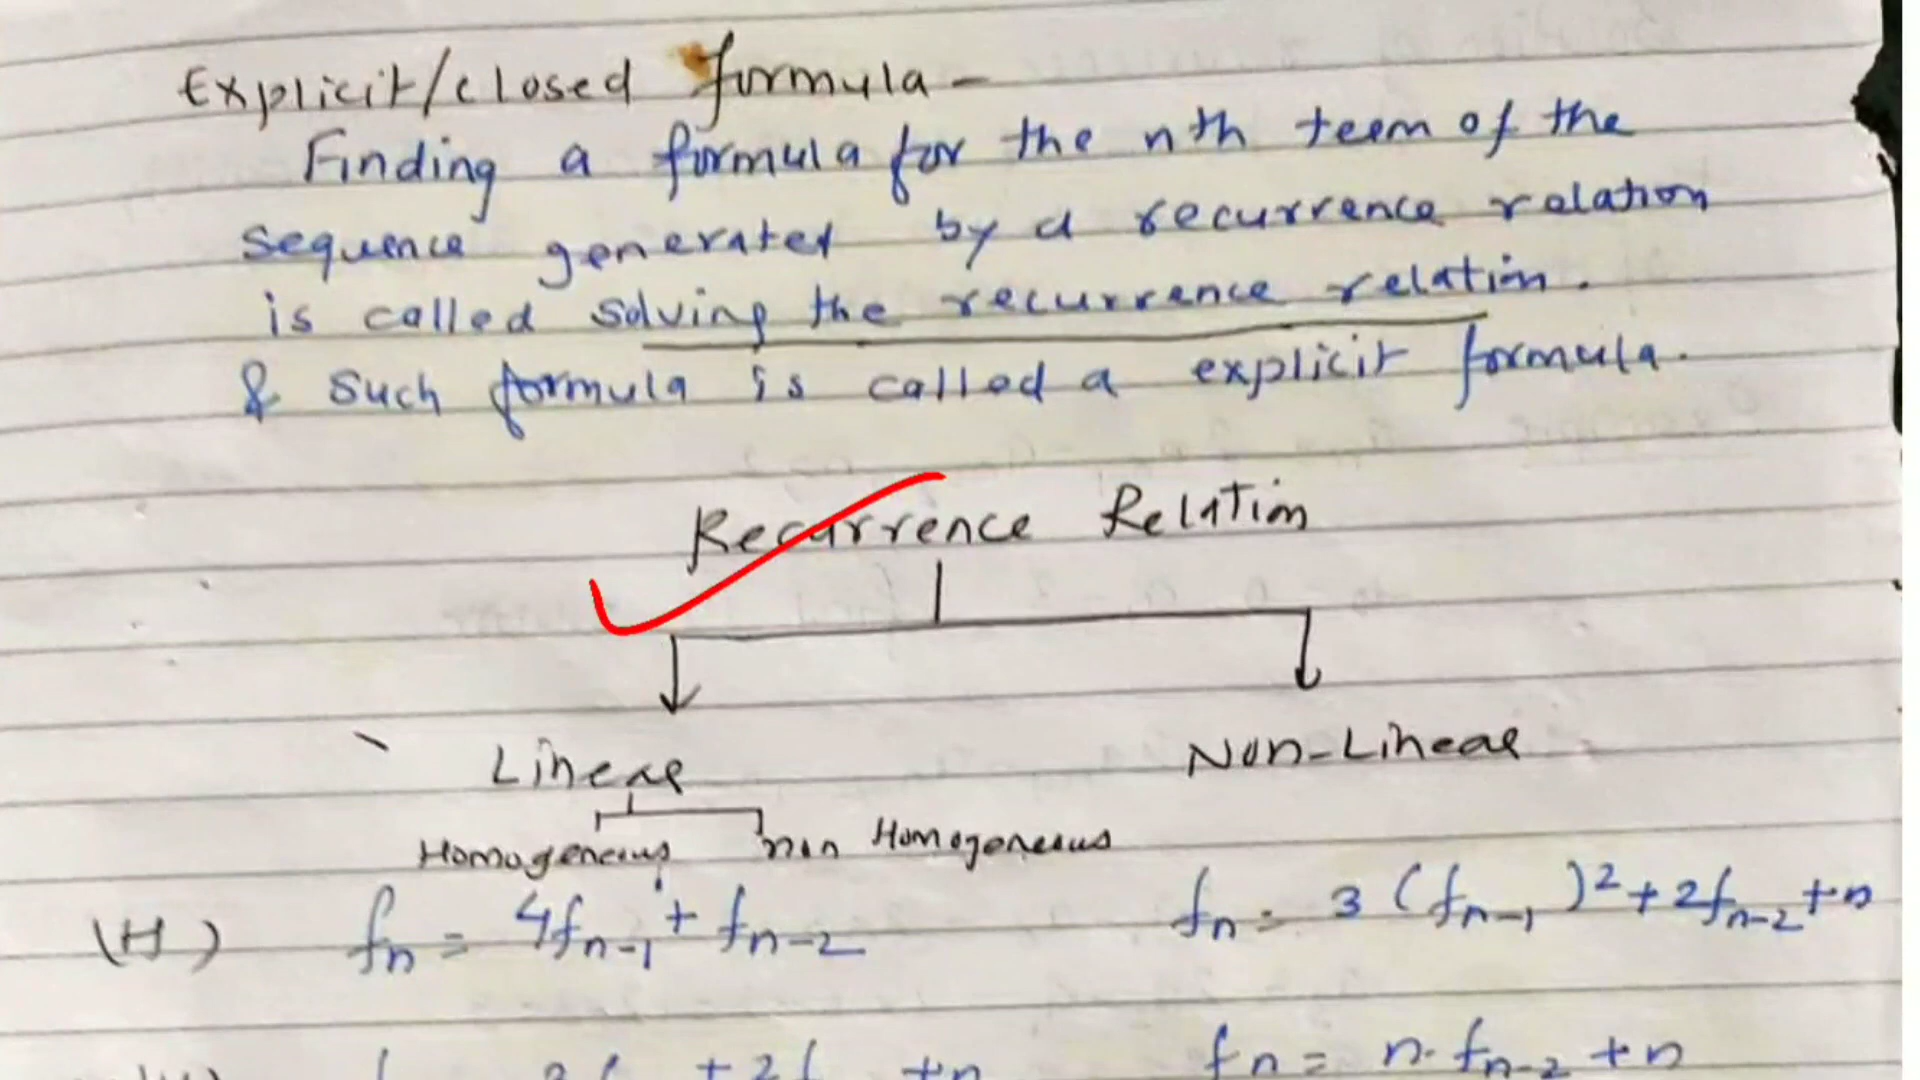 Explicit/closed formula -
Finding a formula for the nth teem of the
sequence generated by a recurrence relation
is called solving the recurrence relation.
& such formula is called a explicit formula.
Recurrence Relation
Linear Non-Linear
Homogeneous non Homogeneous
(H) fn = 4fn-1 + fn-2 fn = 3 (fn-1)² + 2fn-2 + n
+2f +n fn = n. fn-2 + n